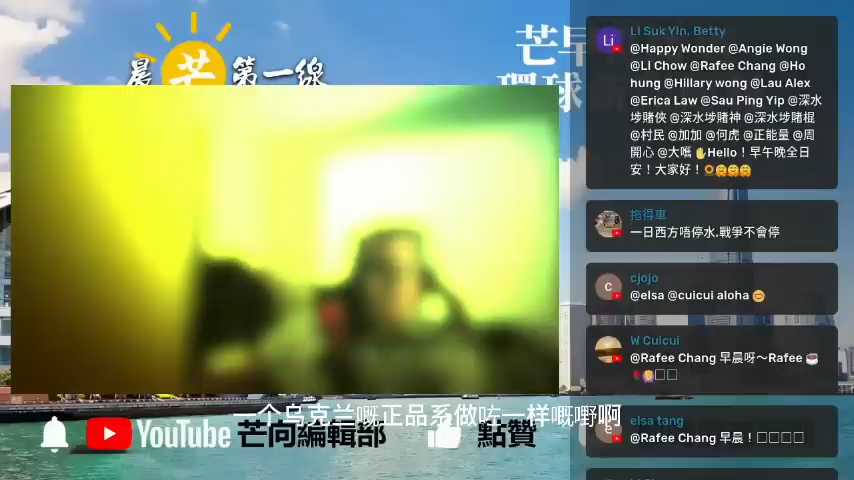 晨芒第一線
芒早
環球
Li Suk Yin, Betty
@Happy Wonder @Angie Wong
@Li Chow @Rafee Chang @Ho
hung @Hillary wong @Lau Alex
@Erica Law @Sau Ping Yip @深水
埗賭俠 @深水埗賭神 @深水埗賭棍
@村民 @加加 @何虎 @正能量 @周
開心 @大嚿 ✋Hello！早午晚全日
安！大家好！🌻🤗🤗🤗
拖得車
一日西方唔停水,戰爭不會停
cjojo
@elsa @cuicui aloha 😊
W Cuicui
@Rafee Chang 早晨呀～Rafee ☕
elsa tang
@Rafee Chang 早晨！□□□□
一个乌克兰嘅正品系做咗一样嘅嘢啊
YouTube 芒向編輯部 點贊